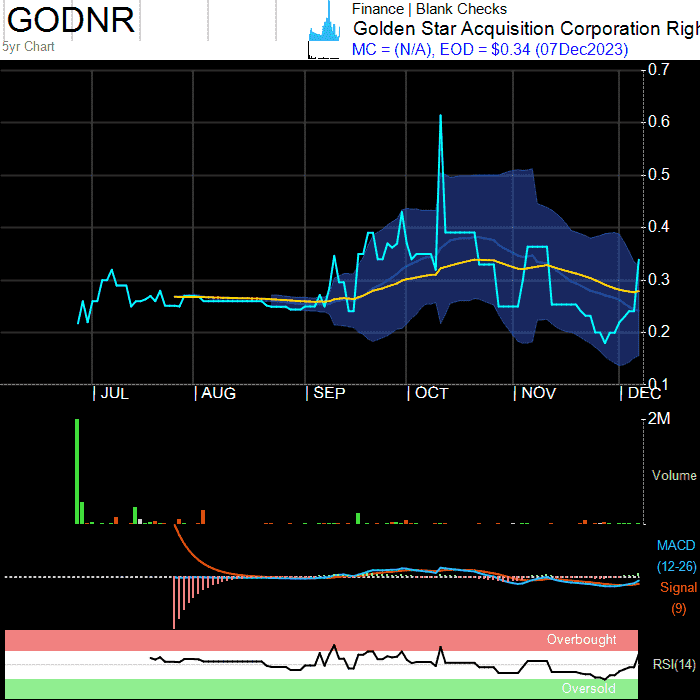 GODNR
5yr Chart
Finance | Blank Checks
Golden Star Acquisition Corporation Righ
MC = (N/A), EOD = $0.34 (07Dec2023)
0.7
0.6
0.5
0.4
0.3
0.2
0.1
JUL AUG SEP OCT NOV DEC
2M
Volume
MACD
(12-26)
Signal
(9)
Overbought
RSI(14)
Oversold